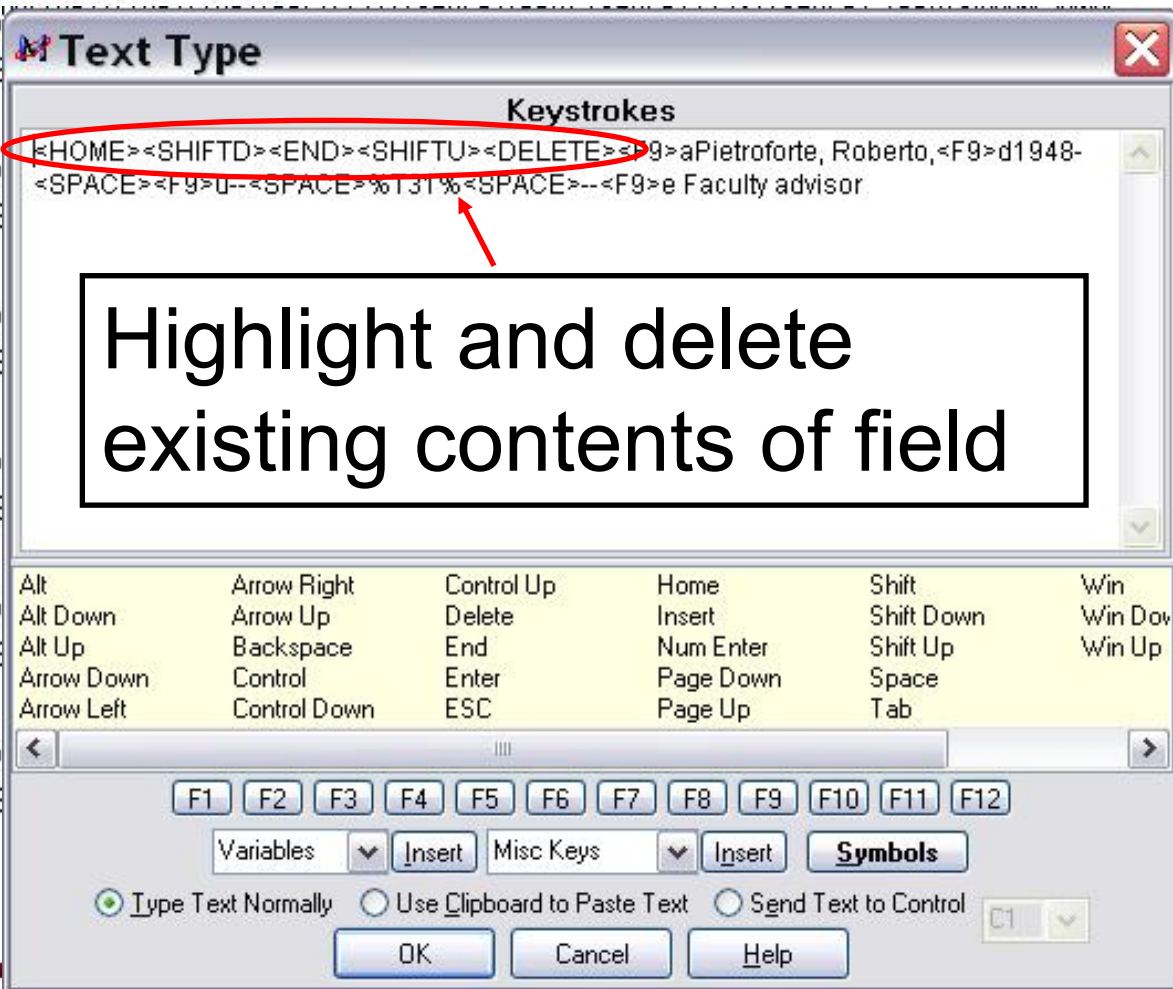 Text Type
Keystrokes
<HOME><SHIFTD><END><SHIFTU><DELETE><F9>aPietroforte, Roberto,<F9>d1948-
<SPACE><F9>u--<SPACE>%T31%<SPACE>--<F9>e Faculty advisor
Highlight and delete
existing contents of field
Alt Arrow Right Control Up Home Shift Win
Alt Down Arrow Up Delete Insert Shift Down Win Dov
Alt Up Backspace End Num Enter Shift Up Win Up
Arrow Down Control Enter Page Down Space
Arrow Left Control Down ESC Page Up Tab
F1 F2 F3 F4 F5 F6 F7 F8 F9 F10 F11 F12
Variables Insert Misc Keys Insert Symbols
Type Text Normally Use Clipboard to Paste Text Send Text to Control C1
OK Cancel Help